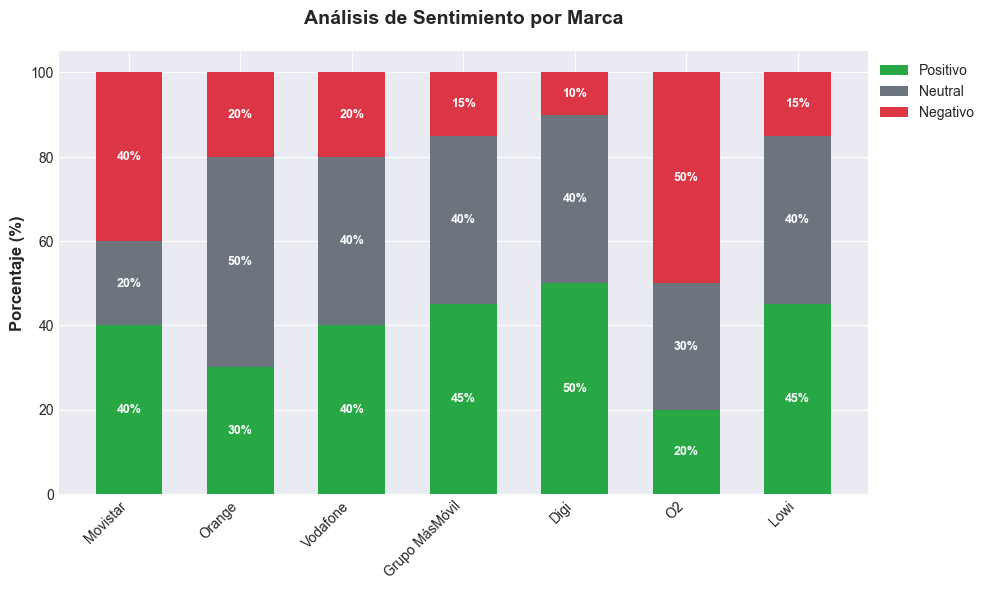 Análisis de Sentimiento por Marca
Positivo
Neutral
Negativo
Porcentaje (%)
100
80
60
40
20
0
40% 20% 20% 15% 10% 50% 15%
20% 50% 40% 40% 40% 30% 40%
40% 30% 40% 45% 50% 20% 45%
Movistar Orange Vodafone Grupo MásMóvil Digi O2 Lowi